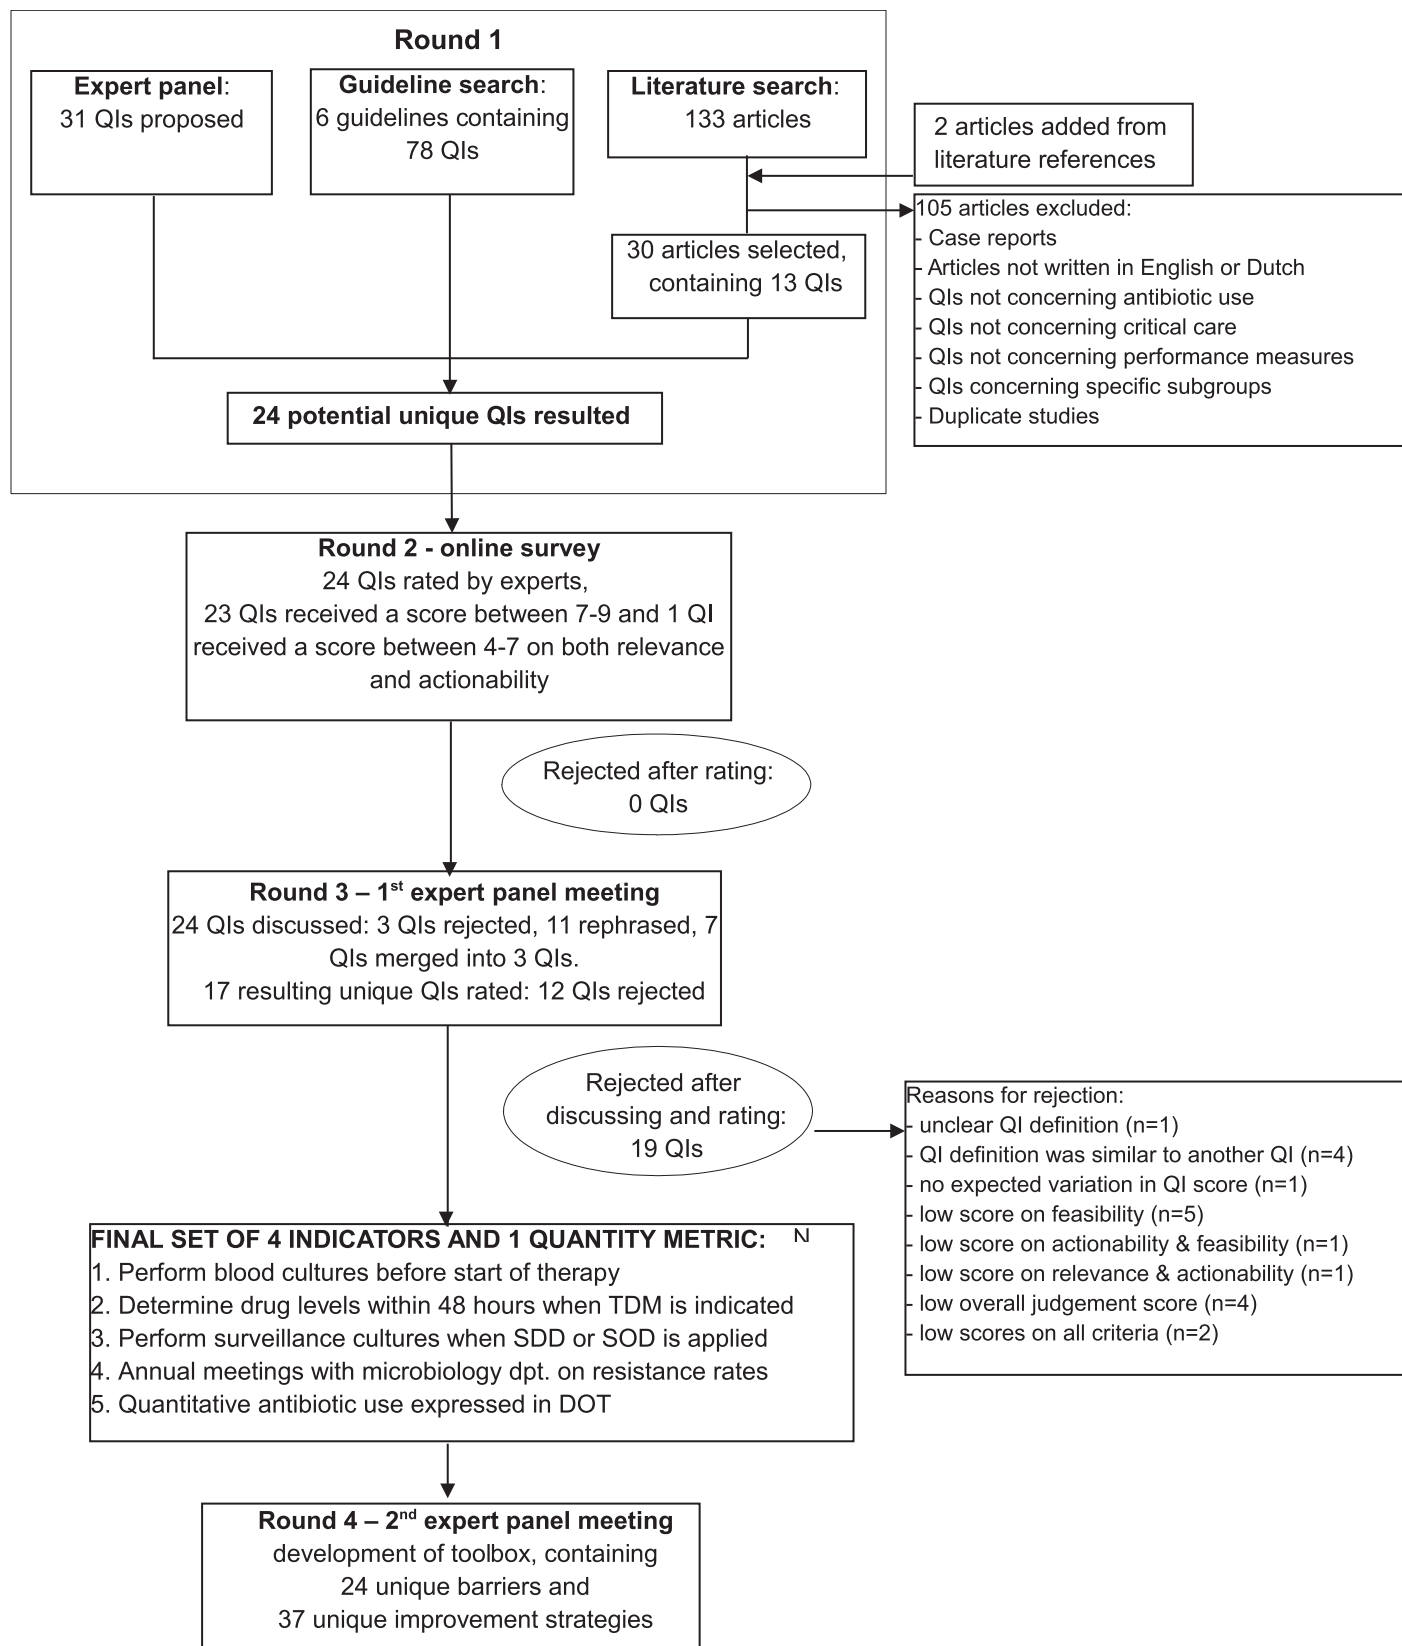 Round 1
Expert panel:
31 QIs proposed
Guideline search:
6 guidelines containing
78 QIs
Literature search:
133 articles
2 articles added from
literature references
105 articles excluded:
- Case reports
- Articles not written in English or Dutch
- QIs not concerning antibiotic use
- QIs not concerning critical care
- QIs not concerning performance measures
- QIs concerning specific subgroups
- Duplicate studies
30 articles selected,
containing 13 QIs
24 potential unique QIs resulted
Round 2 - online survey
24 QIs rated by experts,
23 QIs received a score between 7-9 and 1 QI
received a score between 4-7 on both relevance
and actionability
Rejected after rating:
0 QIs
Round 3 – 1st expert panel meeting
24 QIs discussed: 3 QIs rejected, 11 rephrased, 7
QIs merged into 3 QIs.
17 resulting unique QIs rated: 12 QIs rejected
Rejected after
discussing and rating:
19 QIs
Reasons for rejection:
- unclear QI definition (n=1)
- QI definition was similar to another QI (n=4)
- no expected variation in QI score (n=1)
- low score on feasibility (n=5)
- low score on actionability & feasibility (n=1)
- low score on relevance & actionability (n=1)
- low overall judgement score (n=4)
- low scores on all criteria (n=2)
FINAL SET OF 4 INDICATORS AND 1 QUANTITY METRIC: N
1. Perform blood cultures before start of therapy
2. Determine drug levels within 48 hours when TDM is indicated
3. Perform surveillance cultures when SDD or SOD is applied
4. Annual meetings with microbiology dpt. on resistance rates
5. Quantitative antibiotic use expressed in DOT
Round 4 – 2nd expert panel meeting
development of toolbox, containing
24 unique barriers and
37 unique improvement strategies